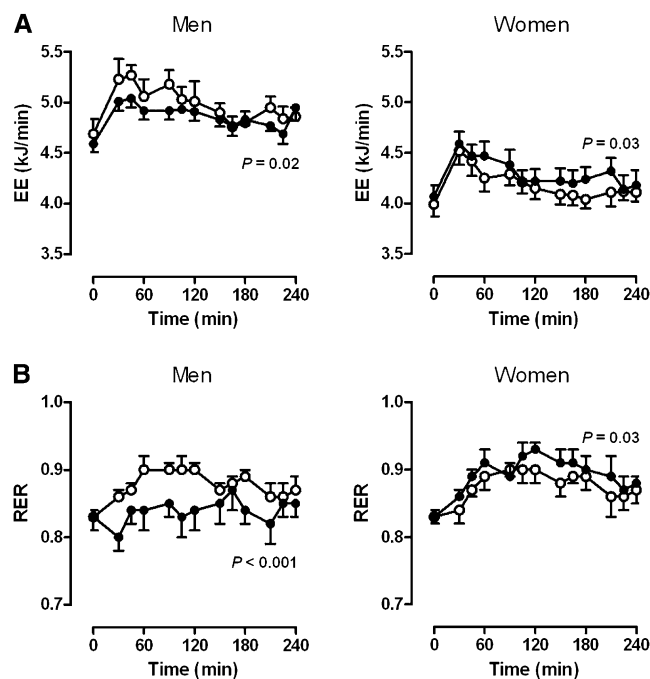 A
Men
Women
5.5
5.0
4.5
4.0
3.5
EE (kJ/min)
P = 0.02
0 60 120 180 240
Time (min)
5.5
5.0
4.5
4.0
3.5
EE (kJ/min)
P = 0.03
0 60 120 180 240
Time (min)
B
Men
Women
1.0
0.9
0.8
0.7
RER
P < 0.001
0 60 120 180 240
Time (min)
1.0
0.9
0.8
0.7
RER
P = 0.03
0 60 120 180 240
Time (min)